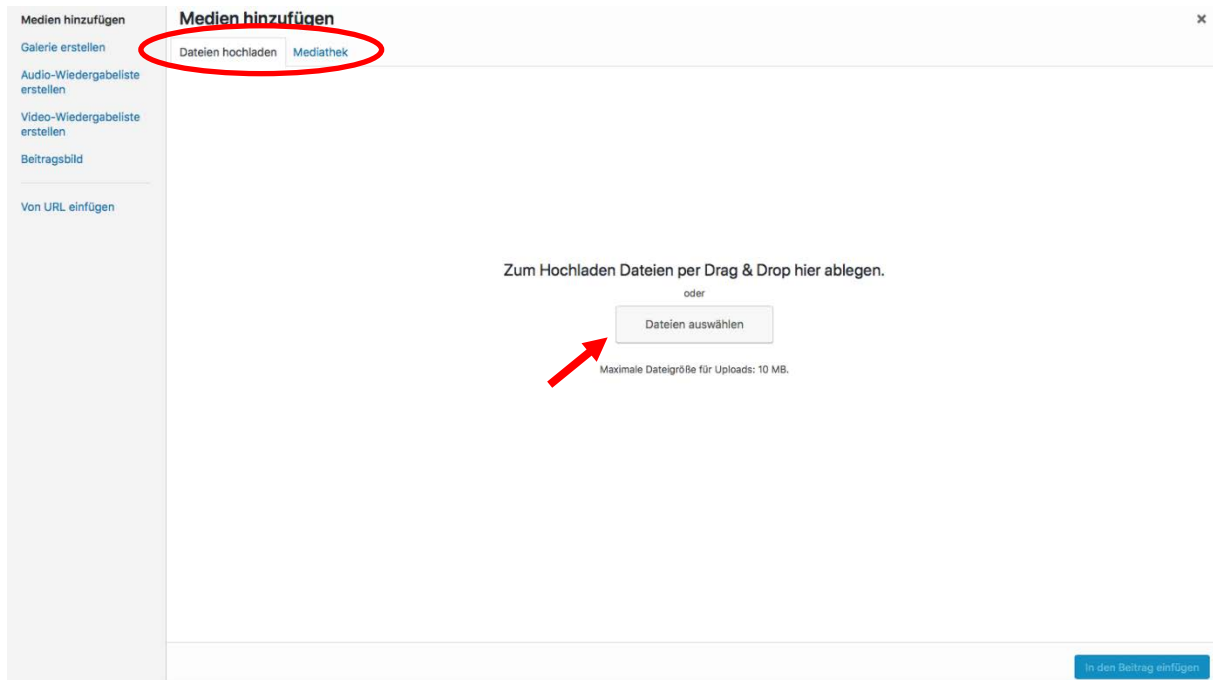 Medien hinzufügen
Galerie erstellen
Audio-Wiedergabeliste
erstellen
Video-Wiedergabeliste
erstellen
Beitragsbild
Von URL einfügen
Medien hinzufügen
×
Dateien hochladen Mediathek
Zum Hochladen Dateien per Drag & Drop hier ablegen.
oder
Dateien auswählen
Maximale Dateigröße für Uploads: 10 MB.
In den Beitrag einfügen